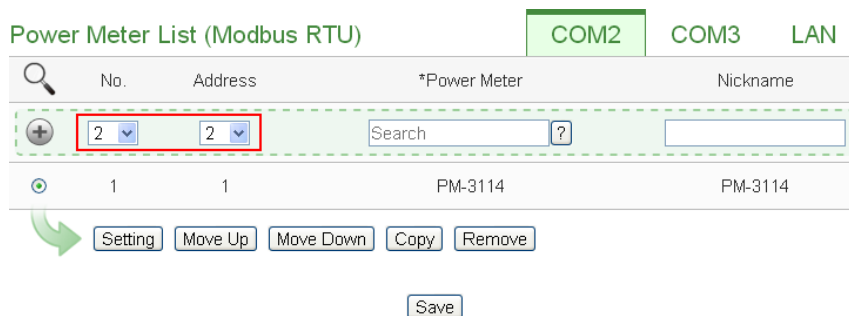 Power Meter List (Modbus RTU) COM2 COM3 LAN
No. Address *Power Meter Nickname
2 2 Search ?
1 1 PM-3114 PM-3114
Setting Move Up Move Down Copy Remove
Save